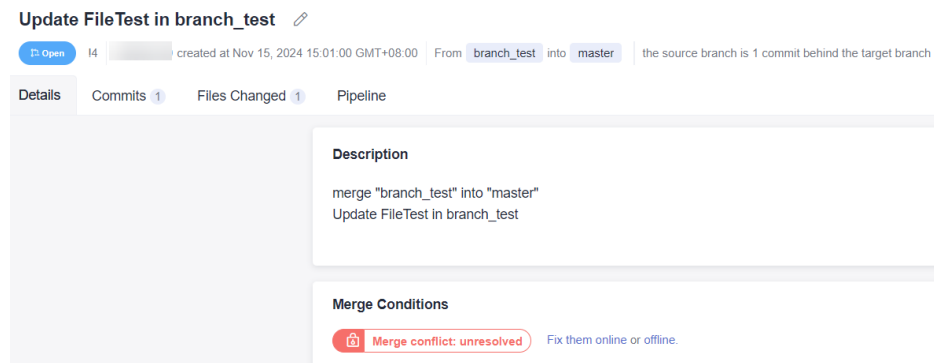 Update FileTest in branch_test
Open !4 created at Nov 15, 2024 15:01:00 GMT+08:00 From branch_test into master the source branch is 1 commit behind the target branch
Details Commits 1 Files Changed 1 Pipeline
Description
merge "branch_test" into "master"
Update FileTest in branch_test
Merge Conditions
Merge conflict: unresolved Fix them online or offline.